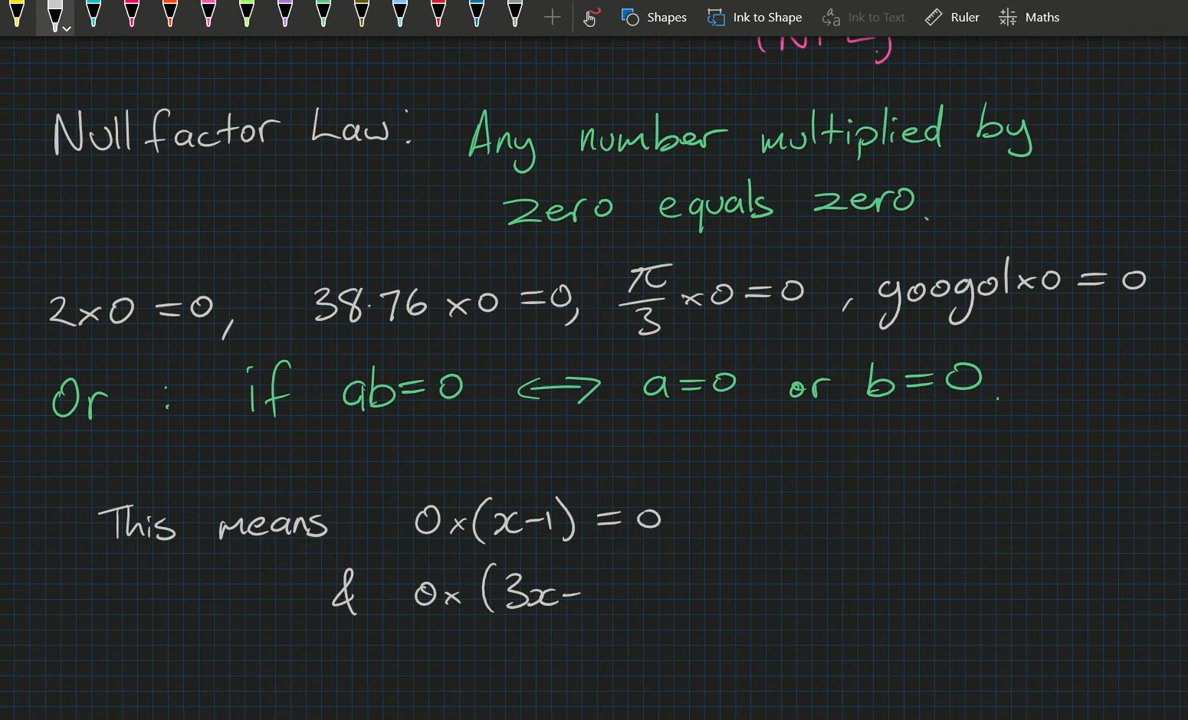 Shapes Ink to Shape Ink to Text Ruler Maths
Null factor Law: Any number multiplied by
zero equals zero.
2×0=0, 38.76×0=0, π/3×0=0, googol×0=0
Or : if ab=0 ⟷ a=0 or b=0.
This means 0×(x-1)=0
& 0×(3x-